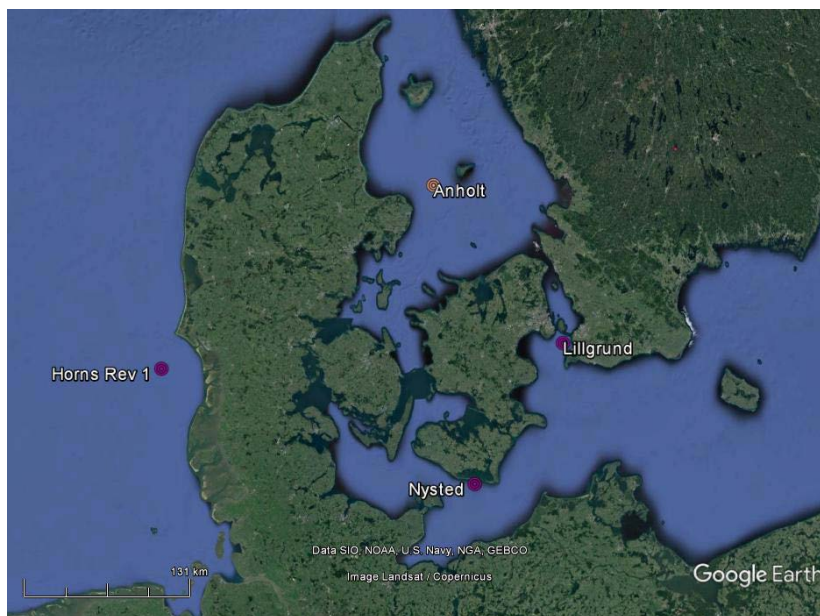 Anholt
Lillgrund
Horns Rev 1
Nysted
Data SIO, NOAA, U.S. Navy, NGA, GEBCO
Image Landsat / Copernicus
131 km
Google Earth